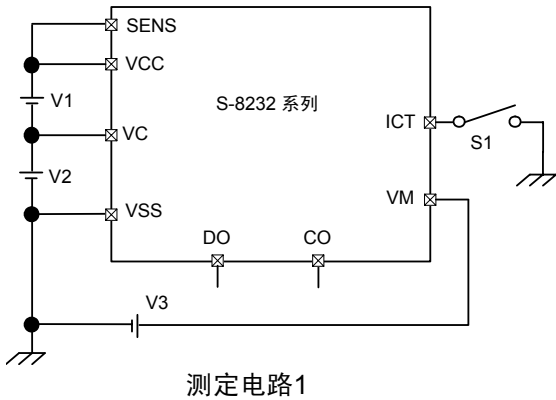 SENS
VCC
S-8232 系列
V1
ICT
VC
S1
V2
VM
VSS
DO
CO
V3
测定电路1